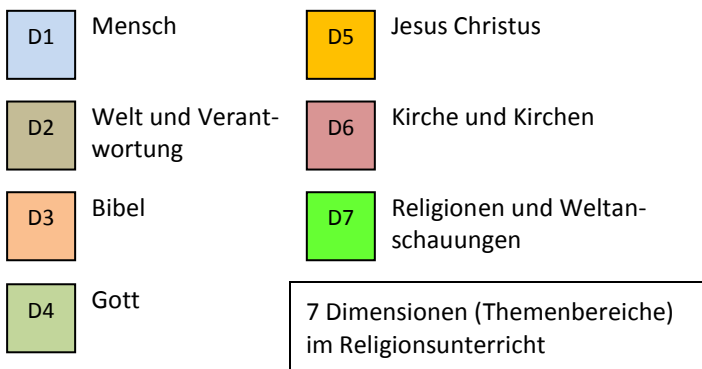 D1 Mensch
D2 Welt und Verant-
wortung
D3 Bibel
D4 Gott
D5 Jesus Christus
D6 Kirche und Kirchen
D7 Religionen und Weltan-
schauungen
7 Dimensionen (Themenbereiche)
im Religionsunterricht